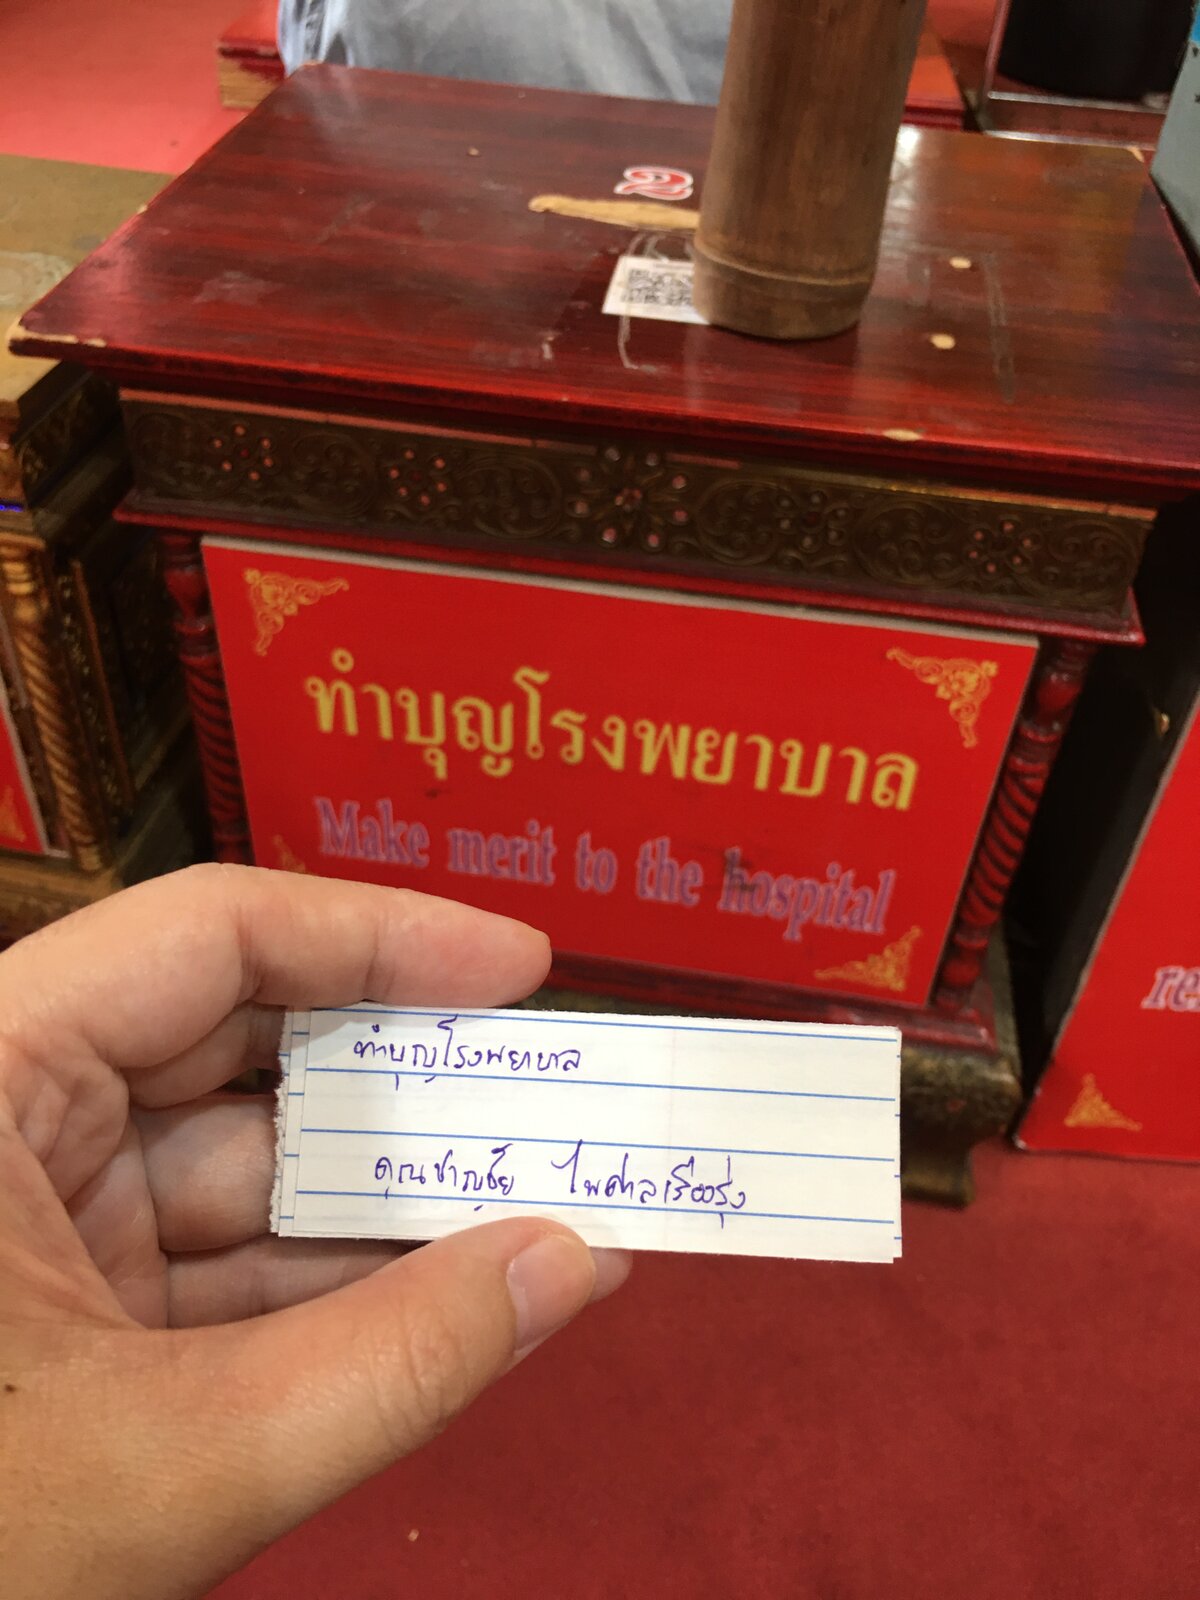 ๑
ทำบุญโรงพยาบาล
Make merit to the hospital
ทำบุญโรงพยาบาล
คุณชาญชัย ไพศาลเรืองรุ่ง
re